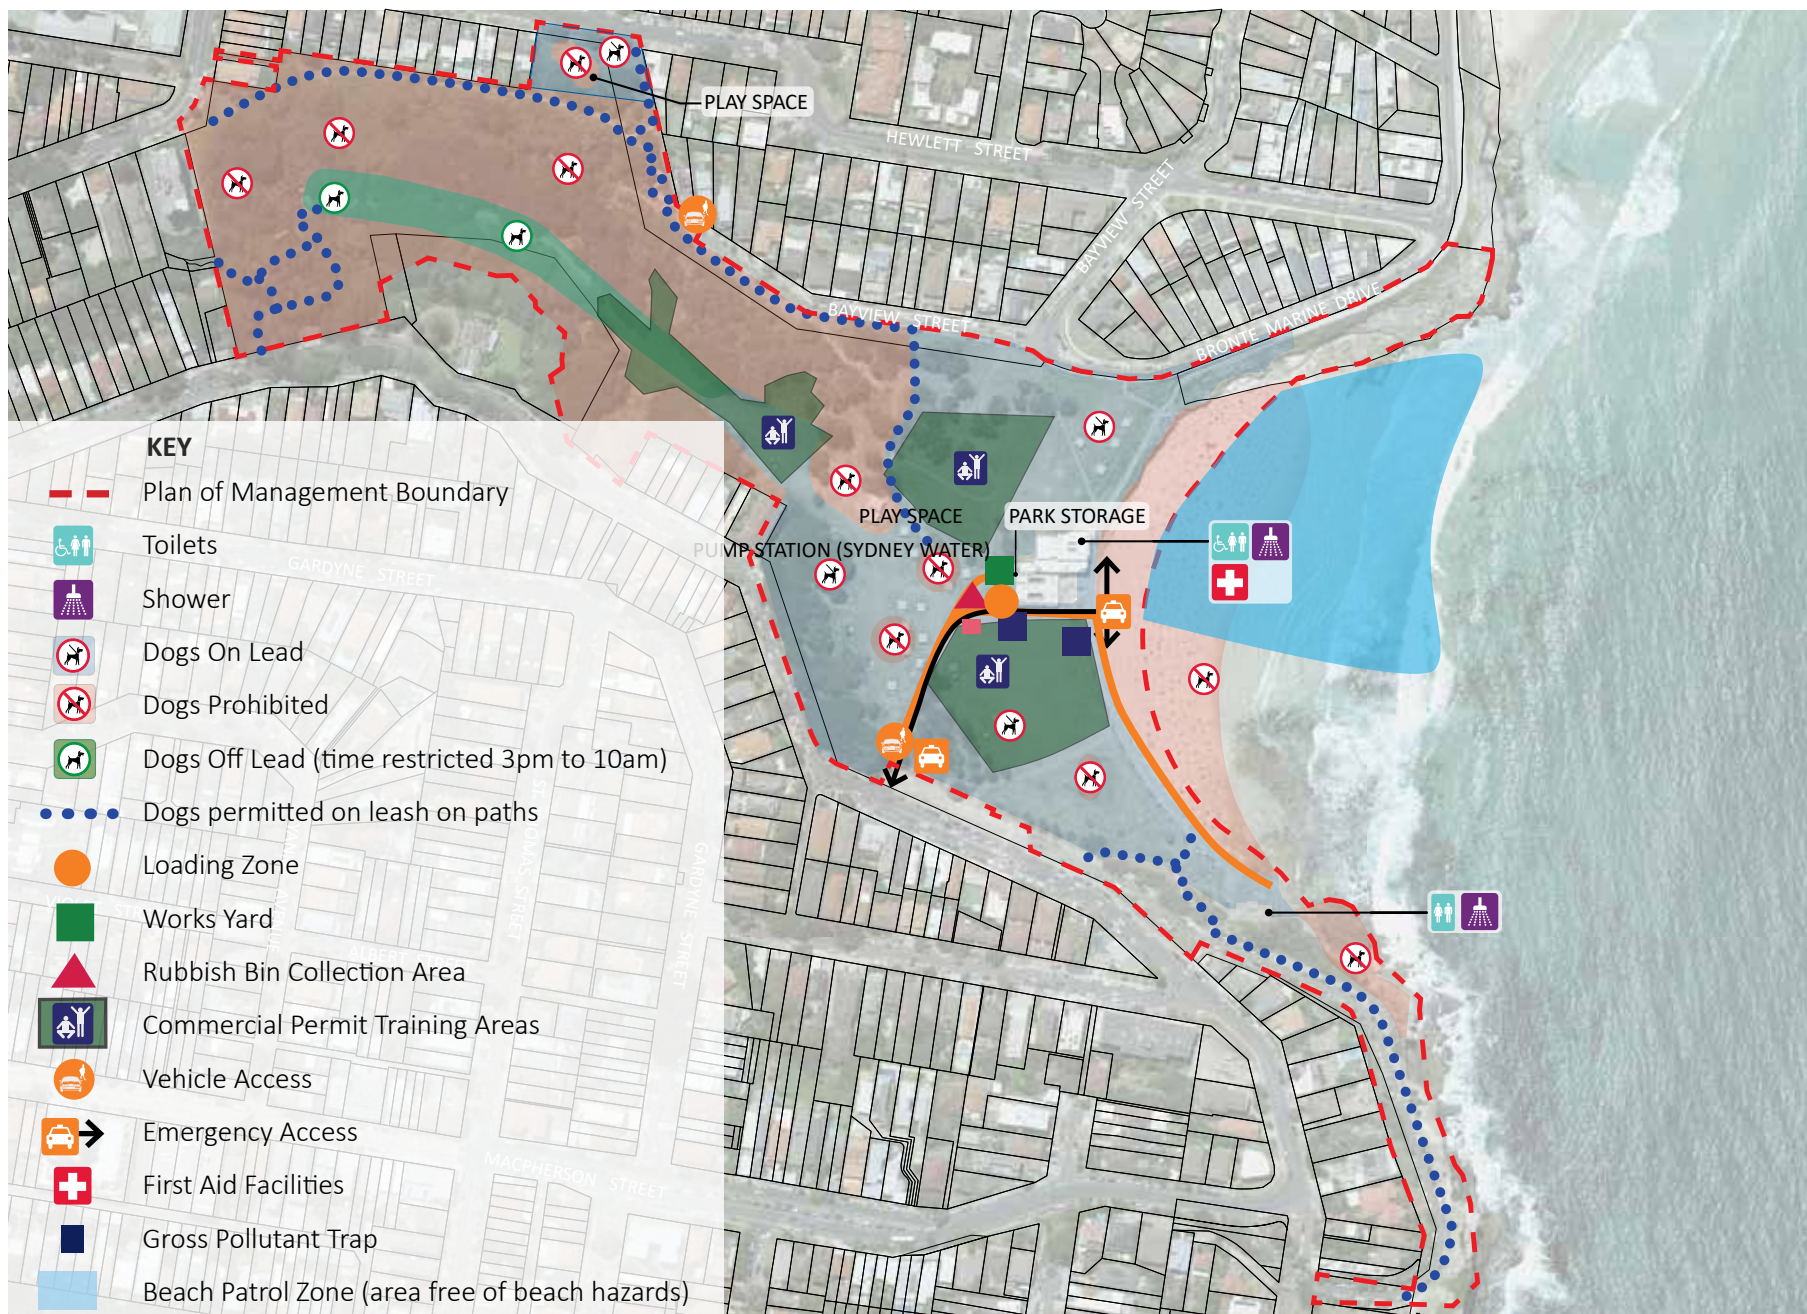 PLAY SPACE
HEWLETT STREET
BAYVIEW STREET
BAYVIEW STREET
BRONTE MARINE DRIVE
PLAY SPACE
PARK STORAGE
PUMP STATION (SYDNEY WATER)
KEY
Plan of Management Boundary
Toilets
Shower
Dogs On Lead
Dogs Prohibited
Dogs Off Lead (time restricted 3pm to 10am)
Dogs permitted on leash on paths
Loading Zone
Works Yard
Rubbish Bin Collection Area
Commercial Permit Training Areas
Vehicle Access
Emergency Access
First Aid Facilities
Gross Pollutant Trap
Beach Patrol Zone (area free of beach hazards)
GARDYNE STREET
GARDYNE STREET
ALBERT STREET
MACPHERSON STREET